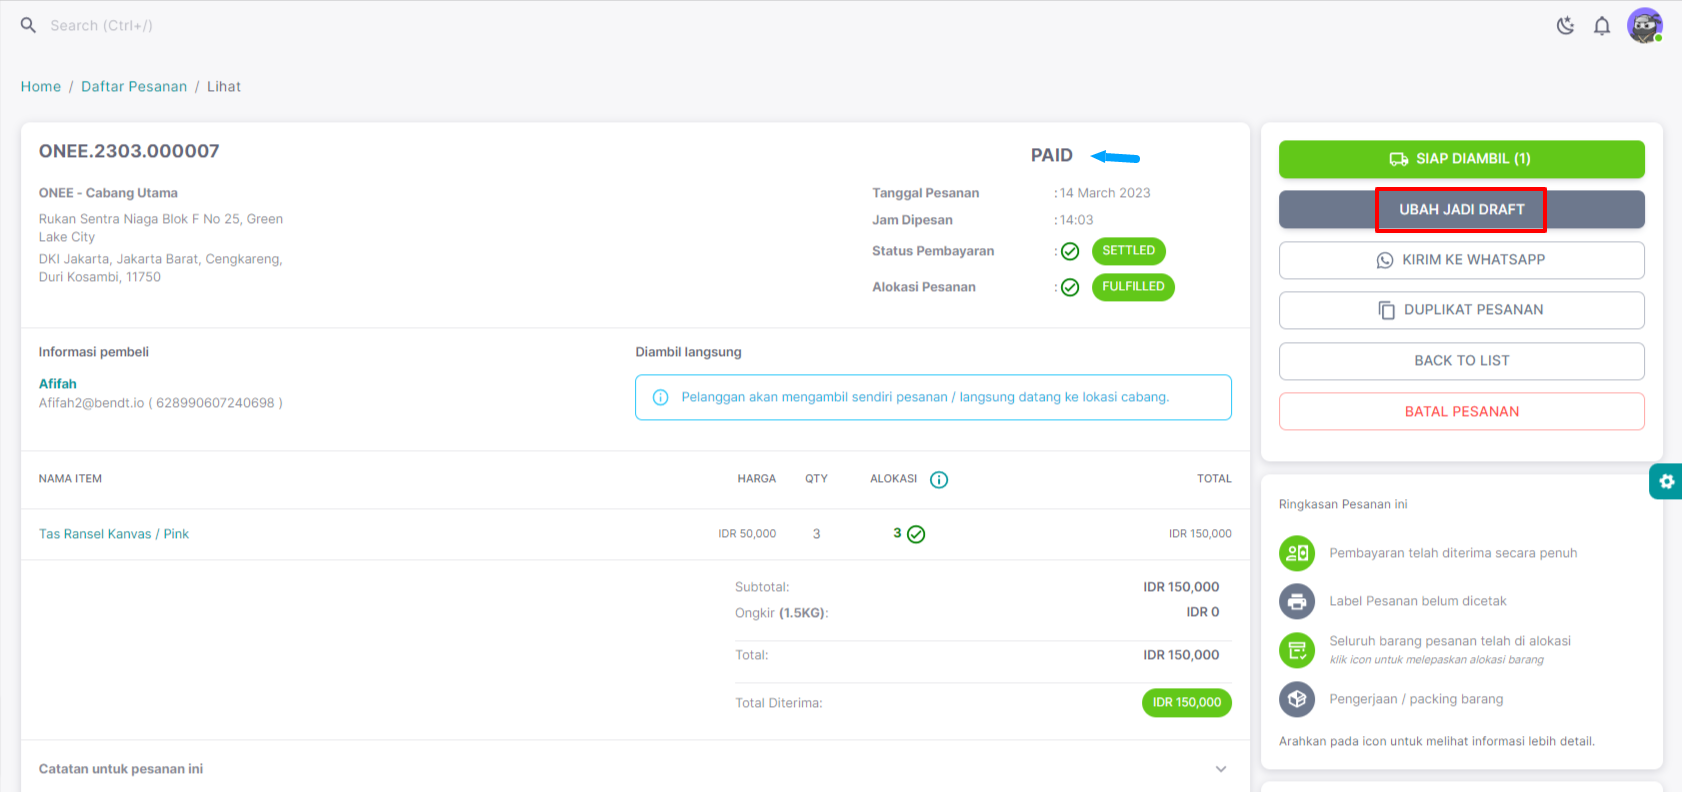 Search (Ctrl+/)
Home / Daftar Pesanan / Lihat
ONEE.2303.000007
PAID
ONEE - Cabang Utama
Rukan Sentra Niaga Blok F No 25, Green
Lake City
DKI Jakarta, Jakarta Barat, Cengkareng,
Duri Kosambi, 11750
Tanggal Pesanan : 14 March 2023
Jam Dipesan : 14:03
Status Pembayaran : SETTLED
Alokasi Pesanan : FULFILLED
Informasi pembeli
Afifah
Afifah2@bendt.io ( 628990607240698 )
Diambil langsung
Pelanggan akan mengambil sendiri pesanan / langsung datang ke lokasi cabang.
NAMA ITEM HARGA QTY ALOKASI TOTAL
Tas Ransel Kanvas / Pink IDR 50,000 3 3 IDR 150,000
Subtotal: IDR 150,000
Ongkir (1.5KG): IDR 0
Total: IDR 150,000
Total Diterima: IDR 150,000
Catatan untuk pesanan ini
SIAP DIAMBIL (1)
UBAH JADI DRAFT
KIRIM KE WHATSAPP
DUPLIKAT PESANAN
BACK TO LIST
BATAL PESANAN
Ringkasan Pesanan ini
Pembayaran telah diterima secara penuh
Label Pesanan belum dicetak
Seluruh barang pesanan telah di alokasi
klik icon untuk melepaskan alokasi barang
Pengerjaan / packing barang
Arahkan pada icon untuk melihat informasi lebih detail.